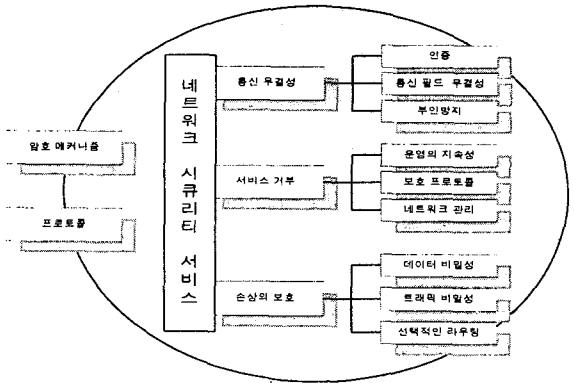 암호 메커니즘
프로토콜
네트워크 시큐리티 서비스
통신 무결성
인증
통신 필드 무결성
부인방지
서비스 거부
운영의 지속성
보호 프로토콜
네트워크 관리
손상의 보호
데이터 비밀성
트래픽 비밀성
선택적인 라우팅